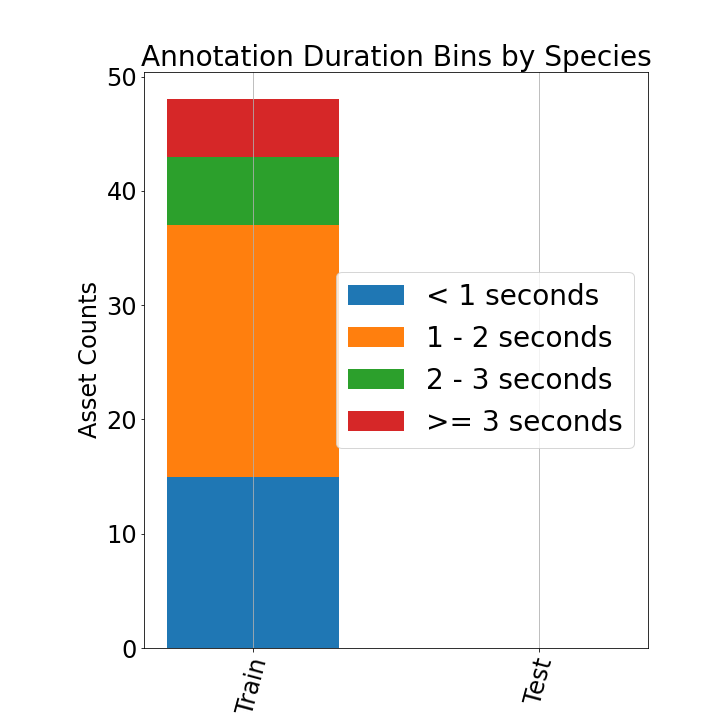 Annotation Duration Bins by Species
50
40
30
20
10
0
Asset Counts
< 1 seconds
1 - 2 seconds
2 - 3 seconds
>= 3 seconds
Train
Test